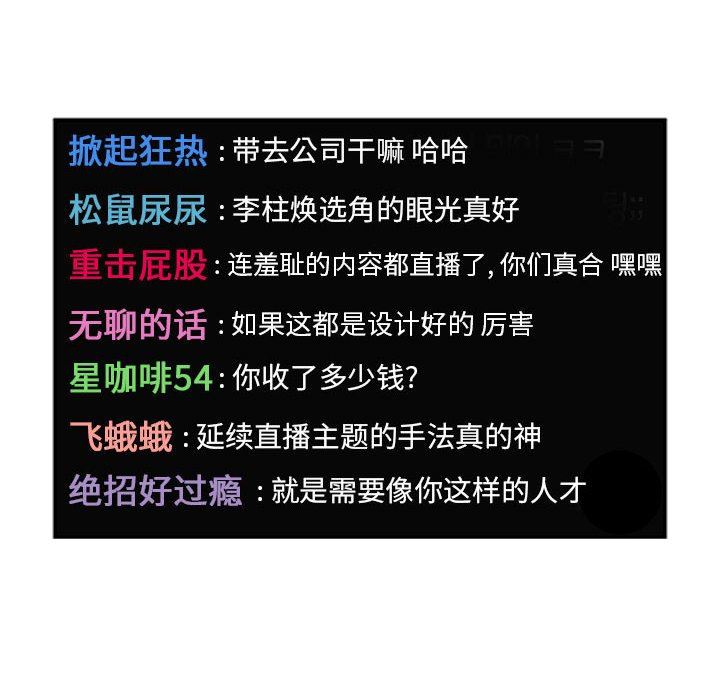 掀起狂热 : 带去公司干嘛 哈哈
松鼠尿尿 : 李柱焕选角的眼光真好
重击屁股 : 连羞耻的内容都直播了, 你们真合 嘿嘿
无聊的话 : 如果这都是设计好的 厉害
星咖啡54 : 你收了多少钱?
飞蛾蛾 : 延续直播主题的手法真的神
绝招好过瘾 : 就是需要像你这样的人才